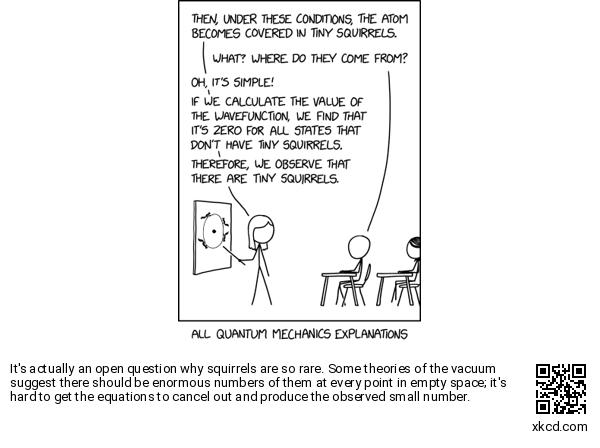 THEN, UNDER THESE CONDITIONS, THE ATOM
BECOMES COVERED IN TINY SQUIRRELS.
WHAT? WHERE DO THEY COME FROM?
OH, IT'S SIMPLE!
IF WE CALCULATE THE VALUE OF
THE WAVEFUNCTION, WE FIND THAT
IT'S ZERO FOR ALL STATES THAT
DON'T HAVE TINY SQUIRRELS.
THEREFORE, WE OBSERVE THAT
THERE ARE TINY SQUIRRELS.
ALL QUANTUM MECHANICS EXPLANATIONS
It's actually an open question why squirrels are so rare. Some theories of the vacuum
suggest there should be enormous numbers of them at every point in empty space; it's
hard to get the equations to cancel out and produce the observed small number.
xkcd.com